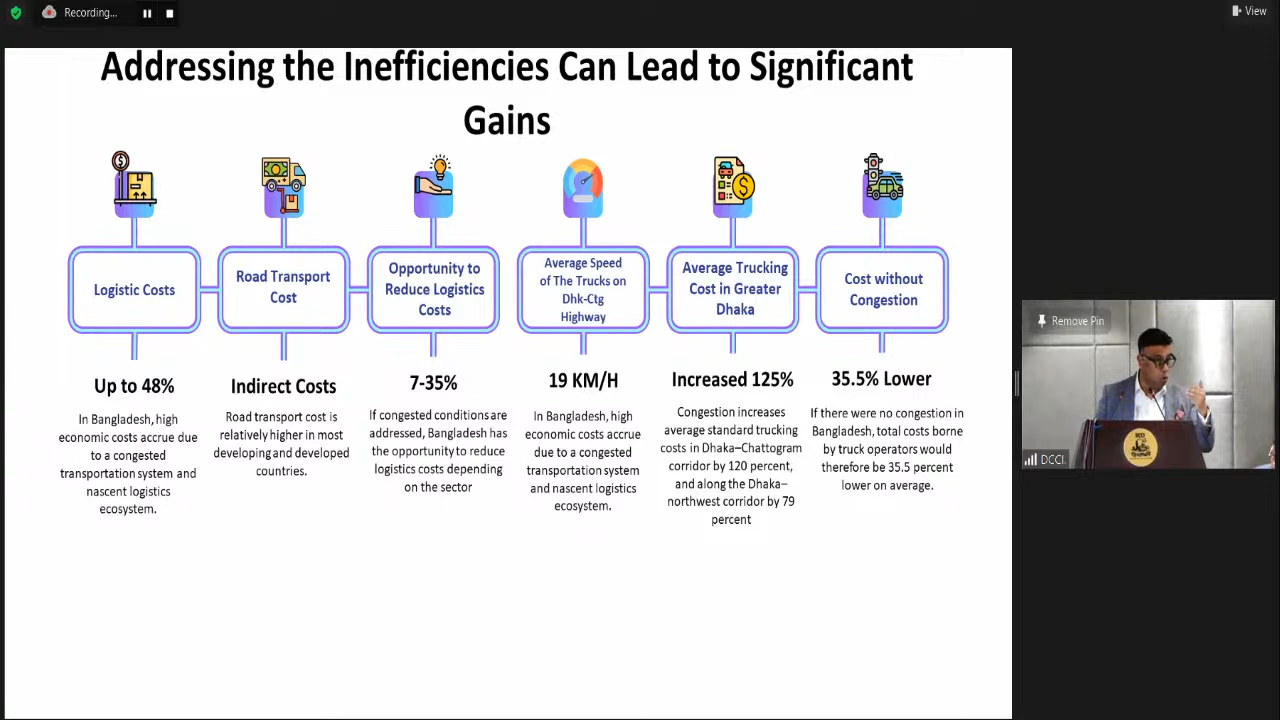 Recording...
View
Addressing the Inefficiencies Can Lead to Significant
Gains
Logistic Costs
Up to 48%
In Bangladesh, high
economic costs accrue due
to a congested
transportation system and
nascent logistics
ecosystem.
Road Transport
Cost
Indirect Costs
Road transport cost is
relatively higher in most
developing and developed
countries.
Opportunity to
Reduce Logistics
Costs
7-35%
If congested conditions are
addressed, Bangladesh has
the opportunity to reduce
logistics costs depending
on the sector
Average Speed
of The Trucks on
Dhk-Ctg
Highway
19 KM/H
In Bangladesh, high
economic costs accrue
due to a congested
transportation system
and nascent logistics
ecosystem.
Average Trucking
Cost in Greater
Dhaka
Increased 125%
Congestion increases
average standard trucking
costs in Dhaka–Chattogram
corridor by 120 percent,
and along the Dhaka–
northwest corridor by 79
percent
Cost without
Congestion
35.5% Lower
If there were no congestion in
Bangladesh, total costs borne
by truck operators would
therefore be 35.5 percent
lower on average.
Remove Pin
DCCI.